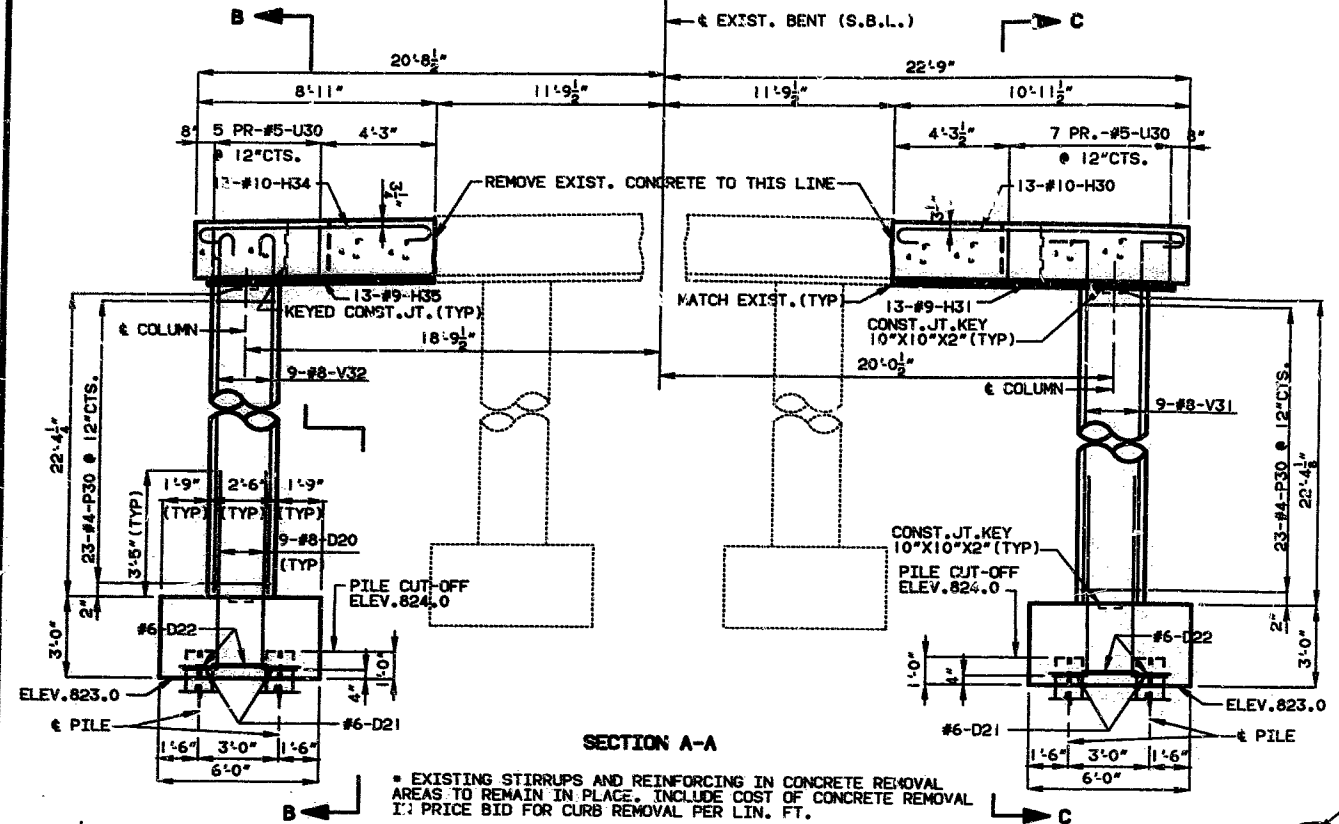 B
℄ EXIST. BENT (S.B.L.)
C
20'-8½"
22'-9"
8'-11"
11'-9½"
11'-9½"
10'-11½"
8"
5 PR-#5-U30
@ 12"CTS.
4'-3"
4'-3½"
7 PR.-#5-U30
@ 12"CTS.
8"
13-#10-H34
REMOVE EXIST. CONCRETE TO THIS LINE
13-#10-H30
13-#9-H35
KEYED CONST.JT.(TYP)
MATCH EXIST.(TYP)
13-#9-H31
CONST.JT.KEY
10"X10"X2"(TYP)
℄ COLUMN
18'-9½"
20'-0½"
℄ COLUMN
9-#8-V32
9-#8-V31
22'-4¼"
23-#4-P30 @ 12"CTS.
23-#4-P30 @ 12"CTS.
22'-4⅛"
3'-5"(TYP)
1'-9"
2'-6"
1'-9"
(TYP)
(TYP)
(TYP)
9-#8-D20
(TYP)
CONST.JT.KEY
10"X10"X2"(TYP)
PILE CUT-OFF
ELEV.824.0
PILE CUT-OFF
ELEV.824.0
2"
2"
3'-0"
#6-D22
#6-D22
3'-0"
4"
1'-0"
1'-0"
4"
ELEV.823.0
ELEV.823.0
℄ PILE
#6-D21
#6-D21
℄ PILE
1'-6"
3'-0"
1'-6"
1'-6"
3'-0"
1'-6"
6'-0"
6'-0"
SECTION A-A
* EXISTING STIRRUPS AND REINFORCING IN CONCRETE REMOVAL
AREAS TO REMAIN IN PLACE. INCLUDE COST OF CONCRETE REMOVAL
IN PRICE BID FOR CURB REMOVAL PER LIN. FT.
B
C